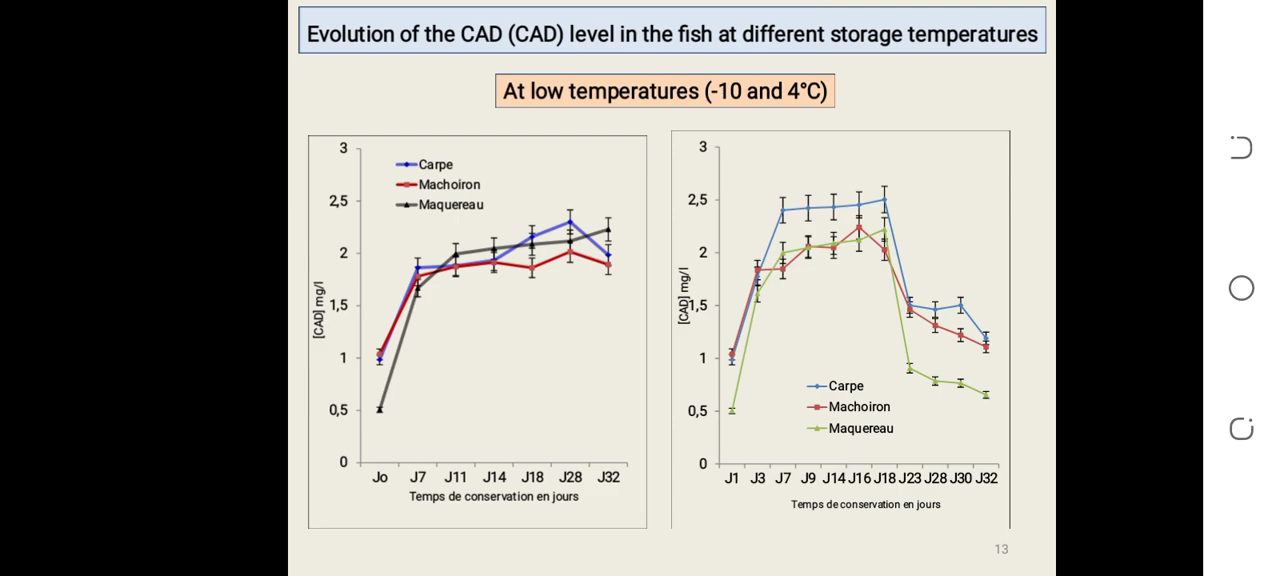 Evolution of the CAD (CAD) level in the fish at different storage temperatures
At low temperatures (-10 and 4°C)
3
2,5
2
1,5
1
0,5
0
[CAD] mg/l
Carpe
Machoiron
Maquereau
Jo J7 J11 J14 J18 J28 J32
Temps de conservation en jours
3
2,5
2
1,5
1
0,5
0
[CAD] mg/l
Carpe
Machoiron
Maquereau
J1 J3 J7 J9 J14 J16 J18 J23 J28 J30 J32
Temps de conservation en jours
13